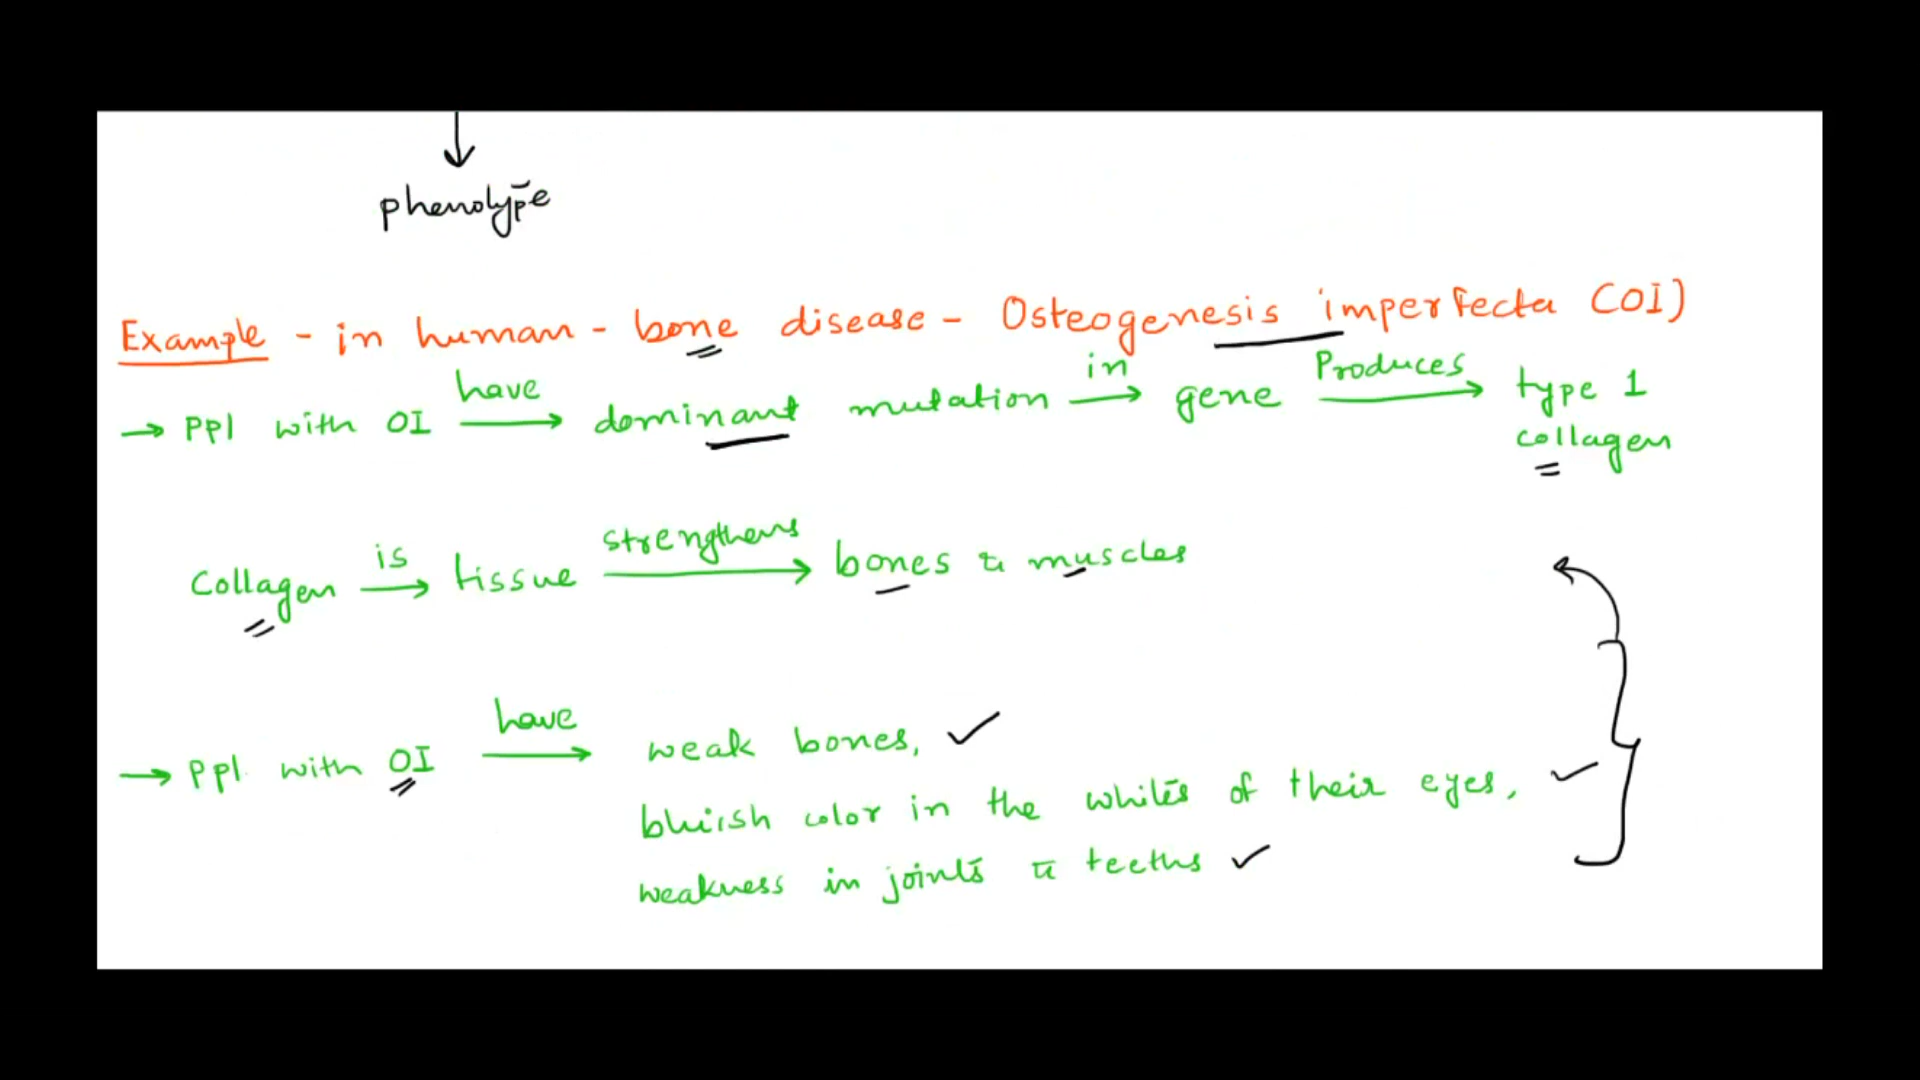 phenotype
Example - in human - bone disease - Osteogenesis imperfecta (OI)
→ PPl with OI have → dominant mutation in → gene Produces → type 1
collagen
Collagen is → tissue strengthens → bones & muscles
→ PPl with OI have → weak bones,
bluish color in the whites of their eyes,
weakness in joints & teeths